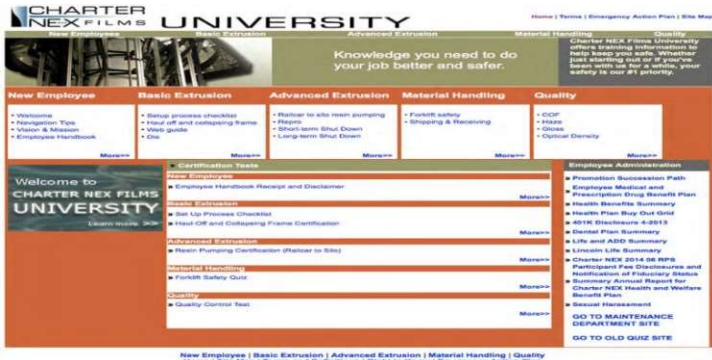 CHARTER
NEX FILMS UNIVERSITY
Home | Terms | Emergency Action Plan | Site Map
New Employees
Basic Extrusion
Advanced Extrusion
Material Handling
Quality
Knowledge you need to do
your job better and safer.
Charter NEX Films University
offers training information to
help keep you safe. Whether
just starting out or if you've
been with us for a while, your
safety is our #1 priority.
New Employee
• Welcome
• Navigation Tips
• Vision & Mission
• Employee Handbook
More>>
Basic Extrusion
• Setup process checklist
• Haul off and collapsing frame
• Web guide
• Die
More>>
Advanced Extrusion
• Railcar to silo resin pumping
• Repro
• Short-term Shut Down
• Long-term Shut Down
More>>
Material Handling
• Forklift safety
• Shipping & Receiving
More>>
Quality
• COF
• Haze
• Gloss
• Optical Density
More>>
Welcome to
CHARTER NEX FILMS
UNIVERSITY
Learn more >>
Certification Tests
New Employee
Employee Handbook Receipt and Disclaimer
More>>
Basic Extrusion
Set Up Process Checklist
Haul Off and Collapsing Frame Certification
More>>
Advanced Extrusion
Resin Pumping Certification (Railcar to Silo)
More>>
Material Handling
Forklift Safety Quiz
More>>
Quality
Quality Control Test
More>>
Employee Administration
Promotion Succession Path
Employee Medical and
Prescription Drug Benefit Plan
Health Benefits Summary
Health Plan Buy Out Grid
401K Disclosure 4-2013
Dental Plan Summary
Life and ADD Summary
Lincoln Life Summary
Charter NEX 2014 06 RPS
Participant Fee Disclosures and
Notification of Fiduciary Status
Summary Annual Report for
Charter NEX Health and Welfare
Benefit Plan
Sexual Harassment
GO TO MAINTENANCE
DEPARTMENT SITE
GO TO OLD QUIZ SITE
New Employee | Basic Extrusion | Advanced Extrusion | Material Handling | Quality